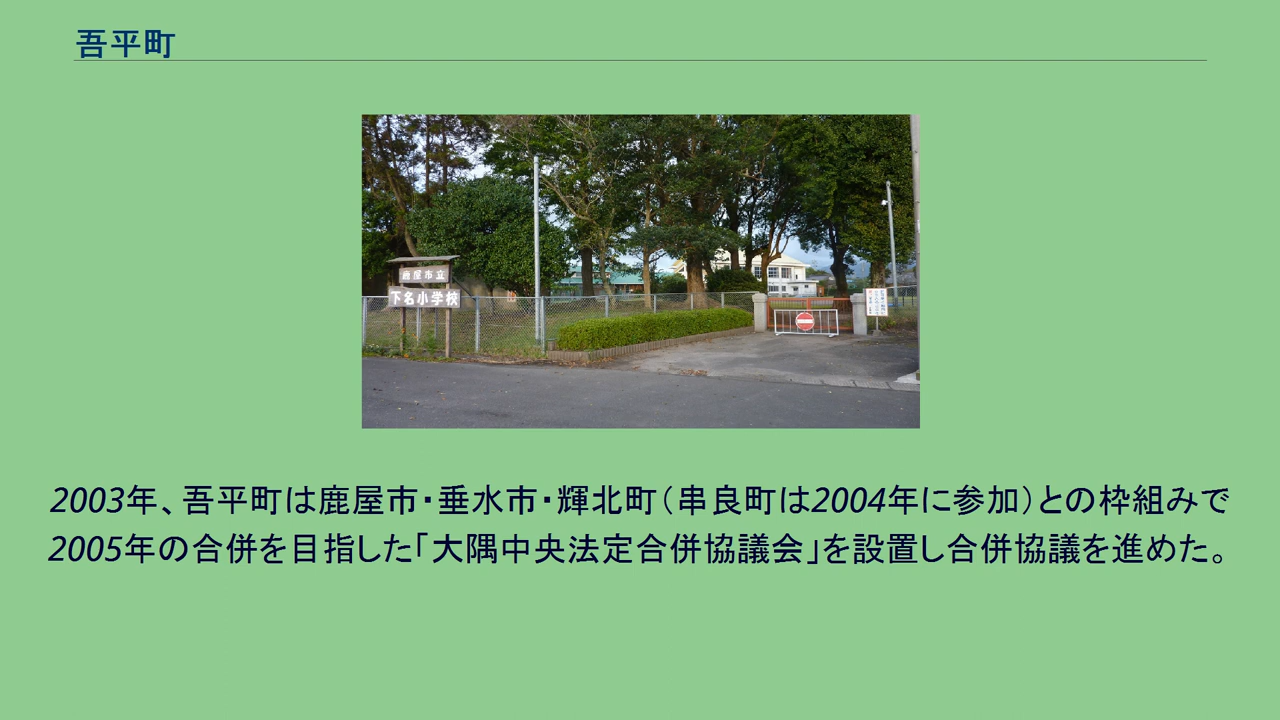 吾平町
鹿屋市立
下名小学校
2003年、吾平町は鹿屋市・垂水市・輝北町（串良町は2004年に参加）との枠組みで
2005年の合併を目指した「大隅中央法定合併協議会」を設置し合併協議を進めた。